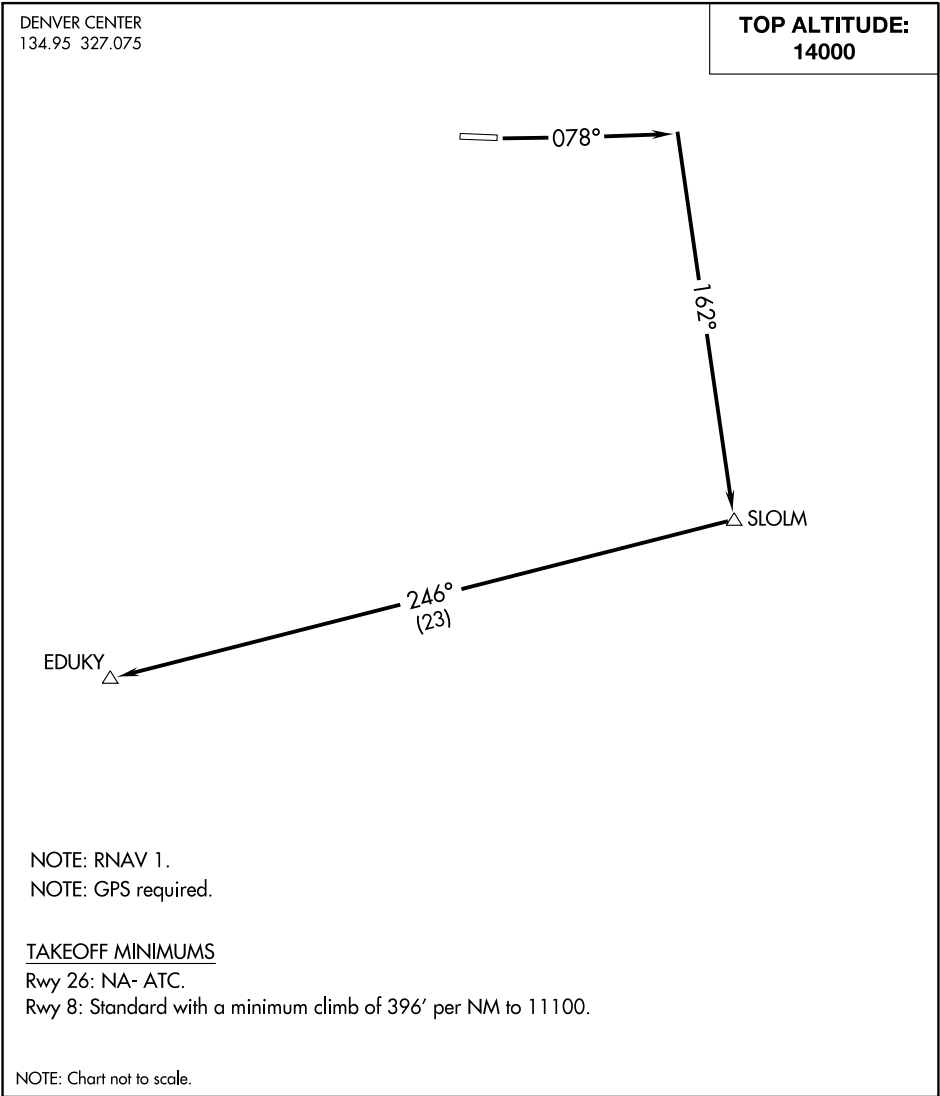 DENVER CENTER
134.95 327.075
TOP ALTITUDE:
14000
078°
162°
SLOLM
246°
(23)
EDUKY
NOTE: RNAV 1.
NOTE: GPS required.
TAKEOFF MINIMUMS
Rwy 26: NA- ATC.
Rwy 8: Standard with a minimum climb of 396' per NM to 11100.
NOTE: Chart not to scale.